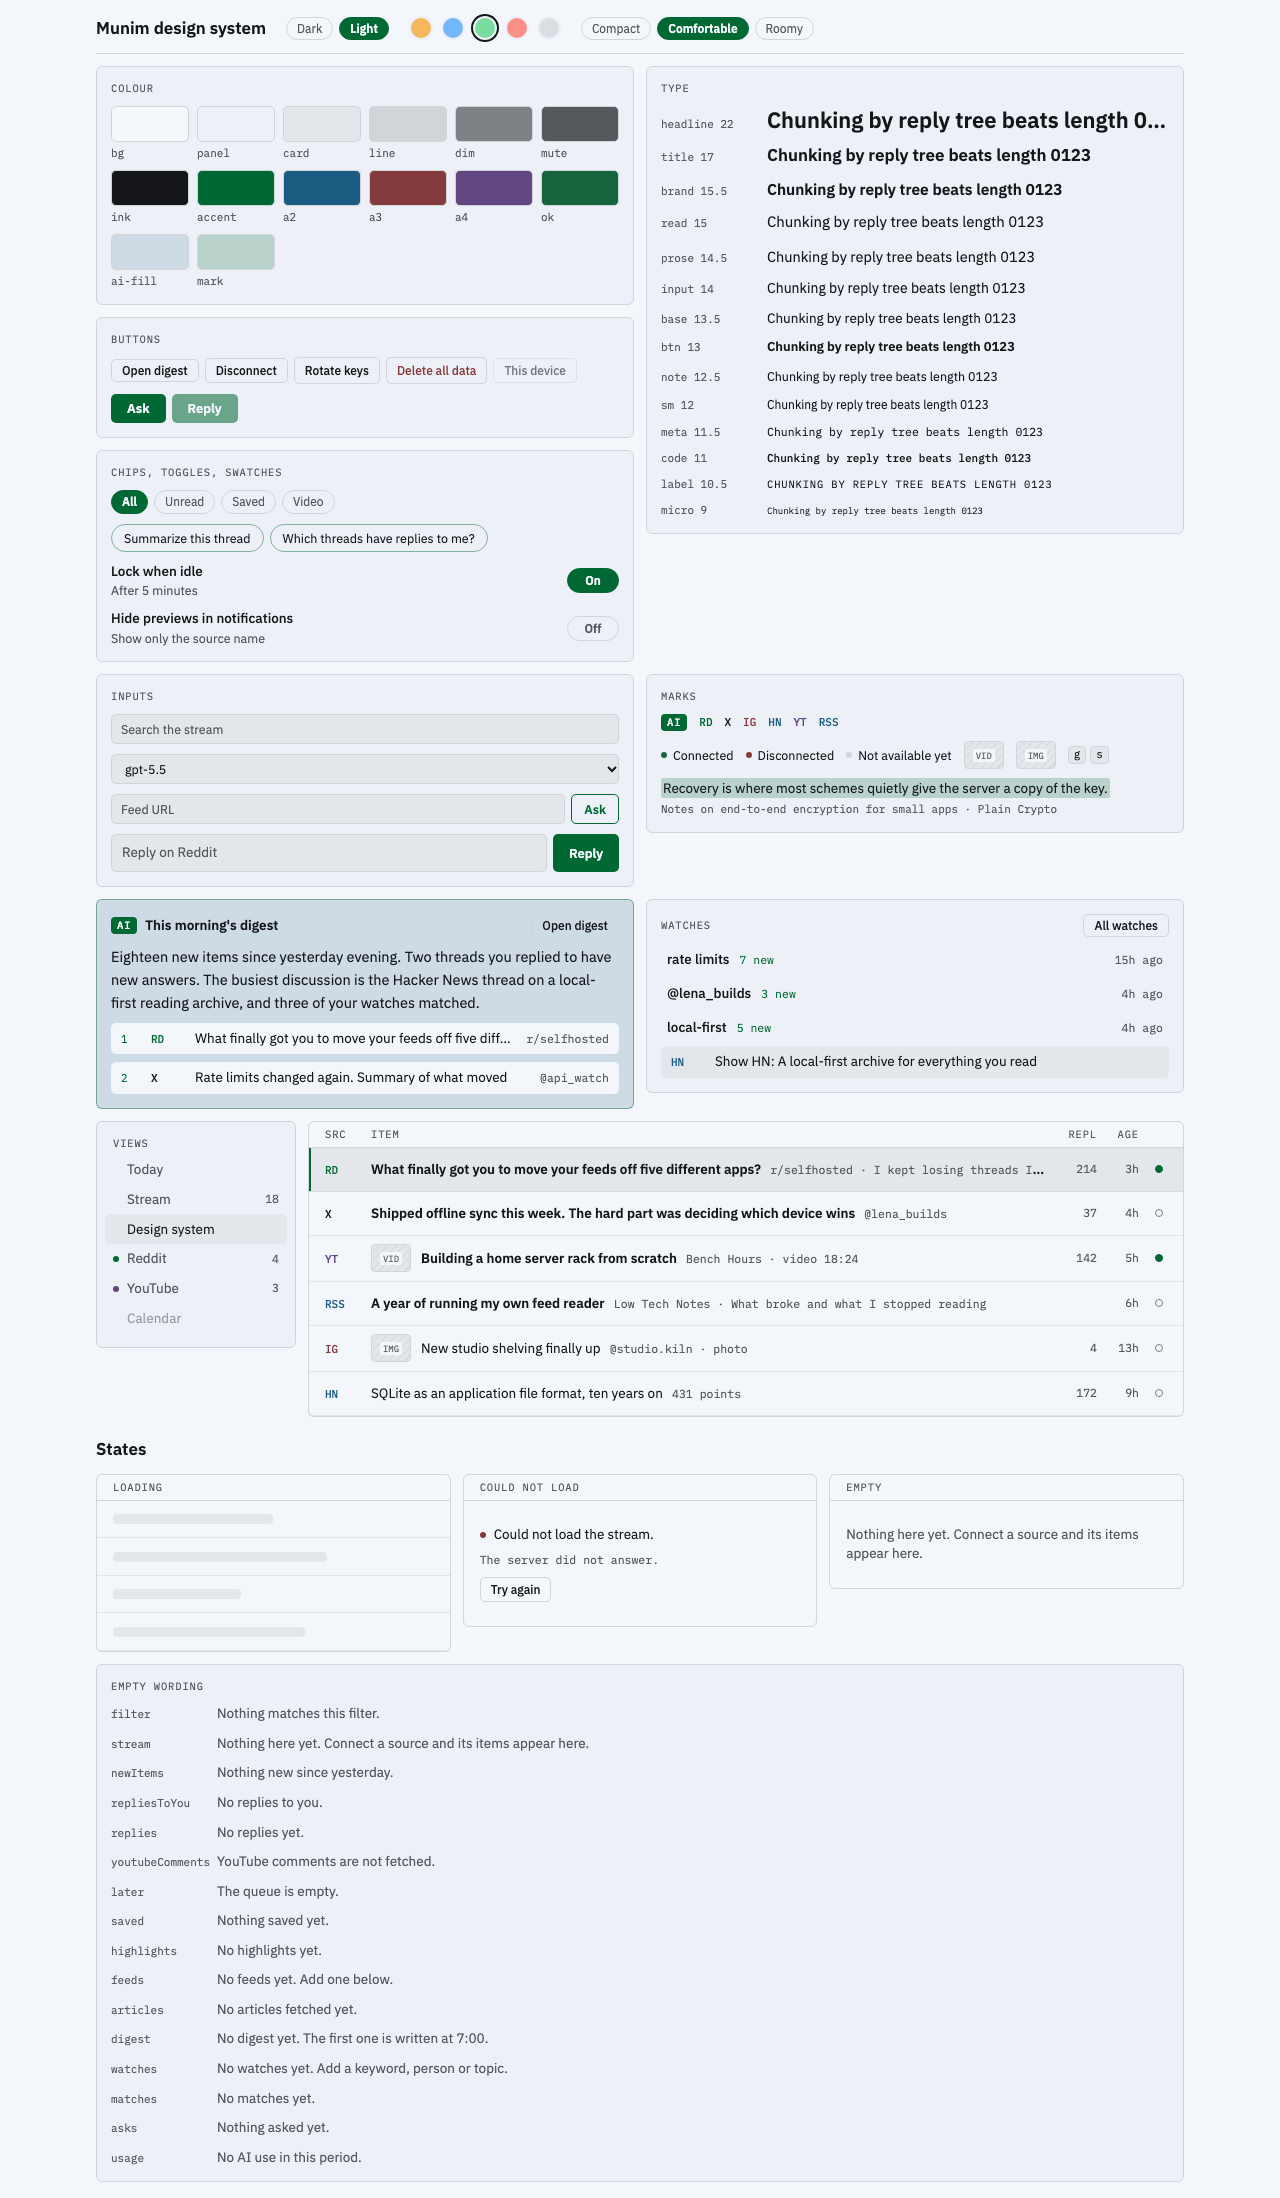 Munim design system Dark Light Compact Comfortable Roomy
COLOUR
bg panel card line dim mute
ink accent a2 a3 a4 ok
ai-fill mark
TYPE
headline 22 Chunking by reply tree beats length 0...
title 17 Chunking by reply tree beats length 0123
brand 15.5 Chunking by reply tree beats length 0123
read 15 Chunking by reply tree beats length 0123
prose 14.5 Chunking by reply tree beats length 0123
input 14 Chunking by reply tree beats length 0123
base 13.5 Chunking by reply tree beats length 0123
btn 13 Chunking by reply tree beats length 0123
note 12.5 Chunking by reply tree beats length 0123
sm 12 Chunking by reply tree beats length 0123
meta 11.5 Chunking by reply tree beats length 0123
code 11 Chunking by reply tree beats length 0123
label 10.5 CHUNKING BY REPLY TREE BEATS LENGTH 0123
micro 9 Chunking by reply tree beats length 0123
BUTTONS
Open digest Disconnect Rotate keys Delete all data This device
Ask Reply
CHIPS, TOGGLES, SWATCHES
All Unread Saved Video
Summarize this thread Which threads have replies to me?
Lock when idle
After 5 minutes
On
Hide previews in notifications
Show only the source name
Off
INPUTS
Search the stream
gpt-5.5
Feed URL Ask
Reply on Reddit Reply
MARKS
AI RD X IG HN YT RSS
Connected Disconnected Not available yet VID IMG g s
Recovery is where most schemes quietly give the server a copy of the key.
Notes on end-to-end encryption for small apps · Plain Crypto
AI This morning's digest Open digest
Eighteen new items since yesterday evening. Two threads you replied to have
new answers. The busiest discussion is the Hacker News thread on a local-
first reading archive, and three of your watches matched.
1 RD What finally got you to move your feeds off five diff... r/selfhosted
2 X Rate limits changed again. Summary of what moved @api_watch
WATCHES All watches
rate limits 7 new 15h ago
@lena_builds 3 new 4h ago
local-first 5 new 4h ago
HN Show HN: A local-first archive for everything you read
VIEWS
Today
Stream 18
Design system
Reddit 4
YouTube 3
Calendar
SRC ITEM REPL AGE
RD What finally got you to move your feeds off five different apps? r/selfhosted · I kept losing threads I... 214 3h
X Shipped offline sync this week. The hard part was deciding which device wins @lena_builds 37 4h
YT VID Building a home server rack from scratch Bench Hours · video 18:24 142 5h
RSS A year of running my own feed reader Low Tech Notes · What broke and what I stopped reading 6h
IG IMG New studio shelving finally up @studio.kiln · photo 4 13h
HN SQLite as an application file format, ten years on 431 points 172 9h
States
LOADING
COULD NOT LOAD
Could not load the stream.
The server did not answer.
Try again
EMPTY
Nothing here yet. Connect a source and its items
appear here.
EMPTY WORDING
filter Nothing matches this filter.
stream Nothing here yet. Connect a source and its items appear here.
newItems Nothing new since yesterday.
repliesToYou No replies to you.
replies No replies yet.
youtubeComments YouTube comments are not fetched.
later The queue is empty.
saved Nothing saved yet.
highlights No highlights yet.
feeds No feeds yet. Add one below.
articles No articles fetched yet.
digest No digest yet. The first one is written at 7:00.
watches No watches yet. Add a keyword, person or topic.
matches No matches yet.
asks Nothing asked yet.
usage No AI use in this period.